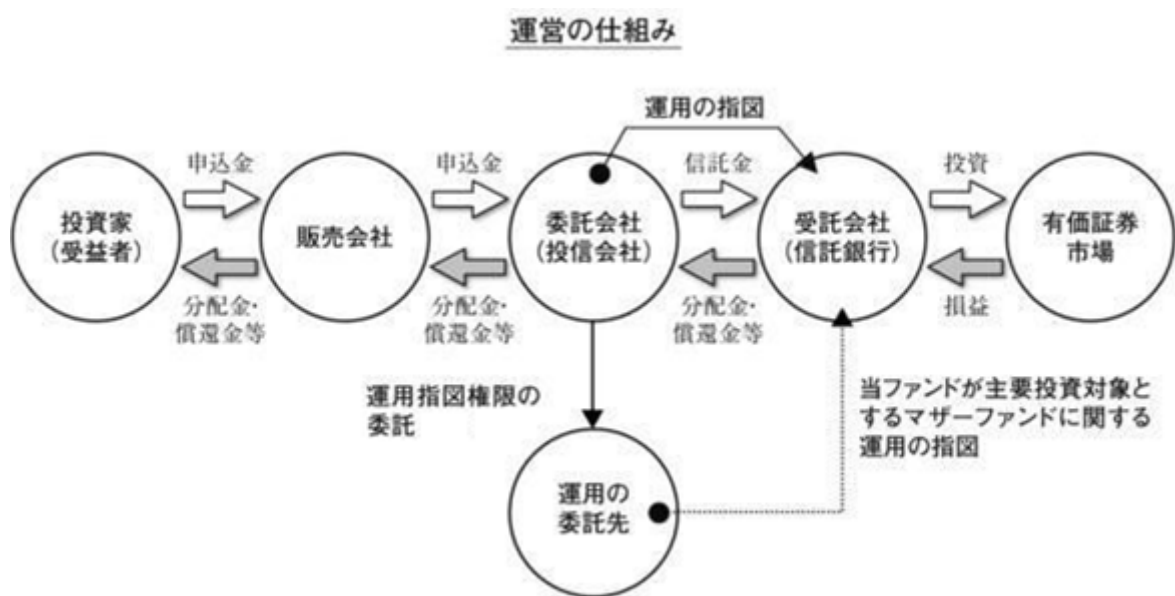 運営の仕組み
運用の指図
申込金
申込金
信託金
投資
投資家
(受益者)
販売会社
委託会社
(投信会社)
受託会社
(信託銀行)
有価証券
市場
分配金・
償還金等
分配金・
償還金等
分配金・
償還金等
損益
運用指図権限の
委託
当ファンドが主要投資対象と
するマザーファンドに関する
運用の指図
運用の
委託先